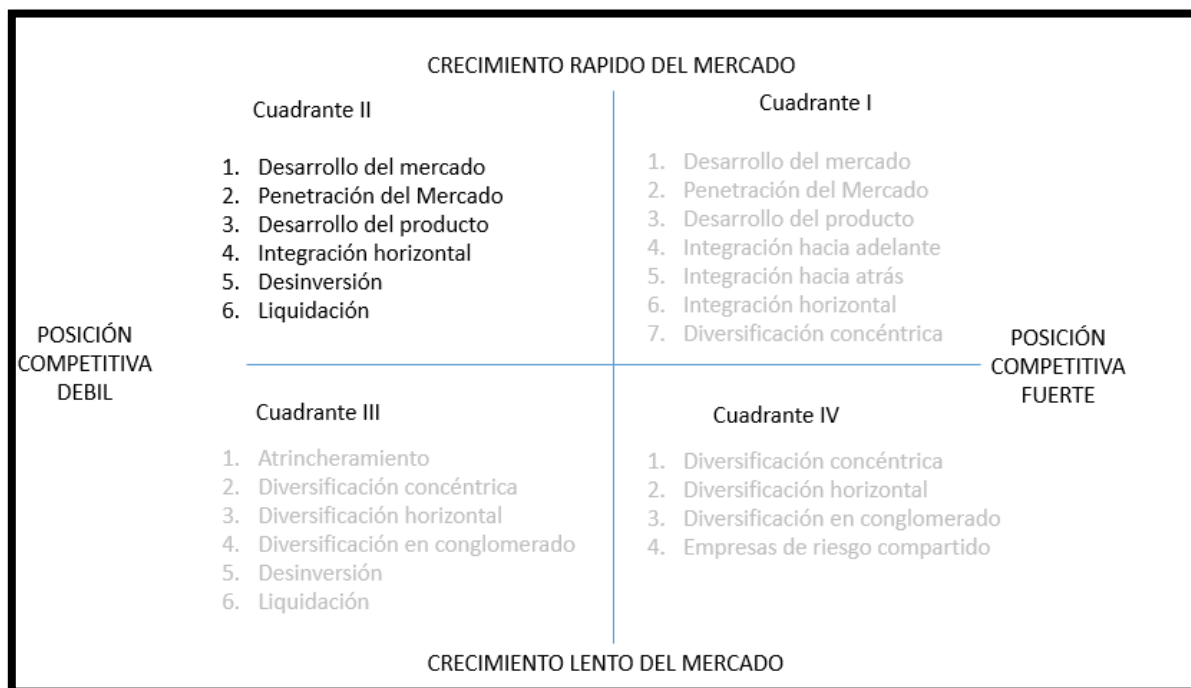 CRECIMIENTO RAPIDO DEL MERCADO
Cuadrante II
1. Desarrollo del mercado
2. Penetración del Mercado
3. Desarrollo del producto
4. Integración horizontal
5. Desinversión
6. Liquidación
Cuadrante I
1. Desarrollo del mercado
2. Penetración del Mercado
3. Desarrollo del producto
4. Integración hacia adelante
5. Integración hacia atrás
6. Integración horizontal
7. Diversificación concéntrica
POSICIÓN
COMPETITIVA
DEBIL
POSICIÓN
COMPETITIVA
FUERTE
Cuadrante III
1. Atrincheramiento
2. Diversificación concéntrica
3. Diversificación horizontal
4. Diversificación en conglomerado
5. Desinversión
6. Liquidación
Cuadrante IV
1. Diversificación concéntrica
2. Diversificación horizontal
3. Diversificación en conglomerado
4. Empresas de riesgo compartido
CRECIMIENTO LENTO DEL MERCADO